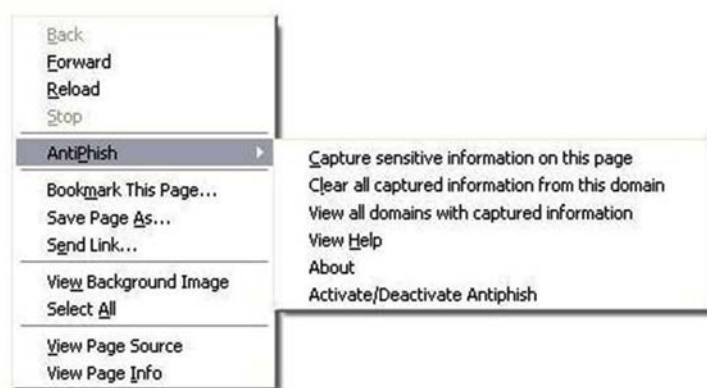 Back
Forward
Reload
Stop
AntiPhish
Bookmark This Page...
Save Page As...
Send Link...
View Background Image
Select All
View Page Source
View Page Info
Capture sensitive information on this page
Clear all captured information from this domain
View all domains with captured information
View Help
About
Activate/Deactivate Antiphish